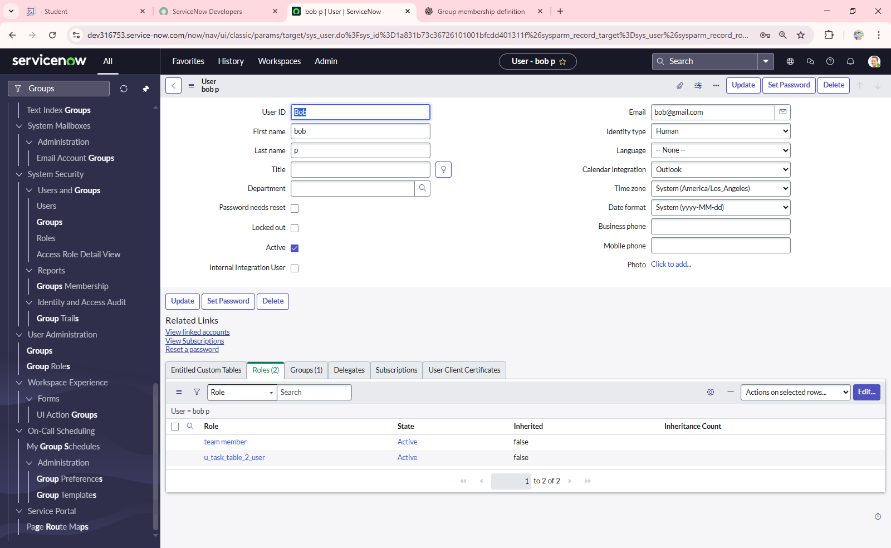 - Student
ServiceNow Developers
bob p | User | ServiceNow
Group membership definition
dev316753.service-now.com/now/nav/ui/classic/params/target/sys_user.do%3Fsys_id%3D1a831b73c36726101001bfcdd401311f%26sysparm_record_target%3Dsys_user%26sysparm_record_ro...
servicenow
All
Favorites
History
Workspaces
Admin
User - bob p
Search
Groups
User
bob p
Update
Set Password
Delete
Text Index Groups
System Mailboxes
Administration
Email Account Groups
System Security
Users and Groups
Users
Groups
Roles
Access Role Detail View
Reports
Groups Membership
Identity and Access Audit
Group Trails
User Administration
Groups
Group Roles
Workspace Experience
Forms
UI Action Groups
On-Call Scheduling
My Group Schedules
Administration
Group Preferences
Group Templates
Service Portal
Page Route Maps
User ID Bob
First name bob
Last name p
Title
Department
Password needs reset
Locked out
Active
Internal Integration User
Email bob@gmail.com
Identity type Human
Language -- None --
Calendar integration Outlook
Time zone System (America/Los_Angeles)
Date format System (yyyy-MM-dd)
Business phone
Mobile phone
Photo Click to add...
Update
Set Password
Delete
Related Links
View linked accounts
View Subscriptions
Reset a password
Entitled Custom Tables
Roles (2)
Groups (1)
Delegates
Subscriptions
User Client Certificates
Role
Search
Actions on selected rows...
Edit...
User = bob p
Role State Inherited Inheritance Count
team member Active false
u_task_table_2_user Active false
1 to 2 of 2